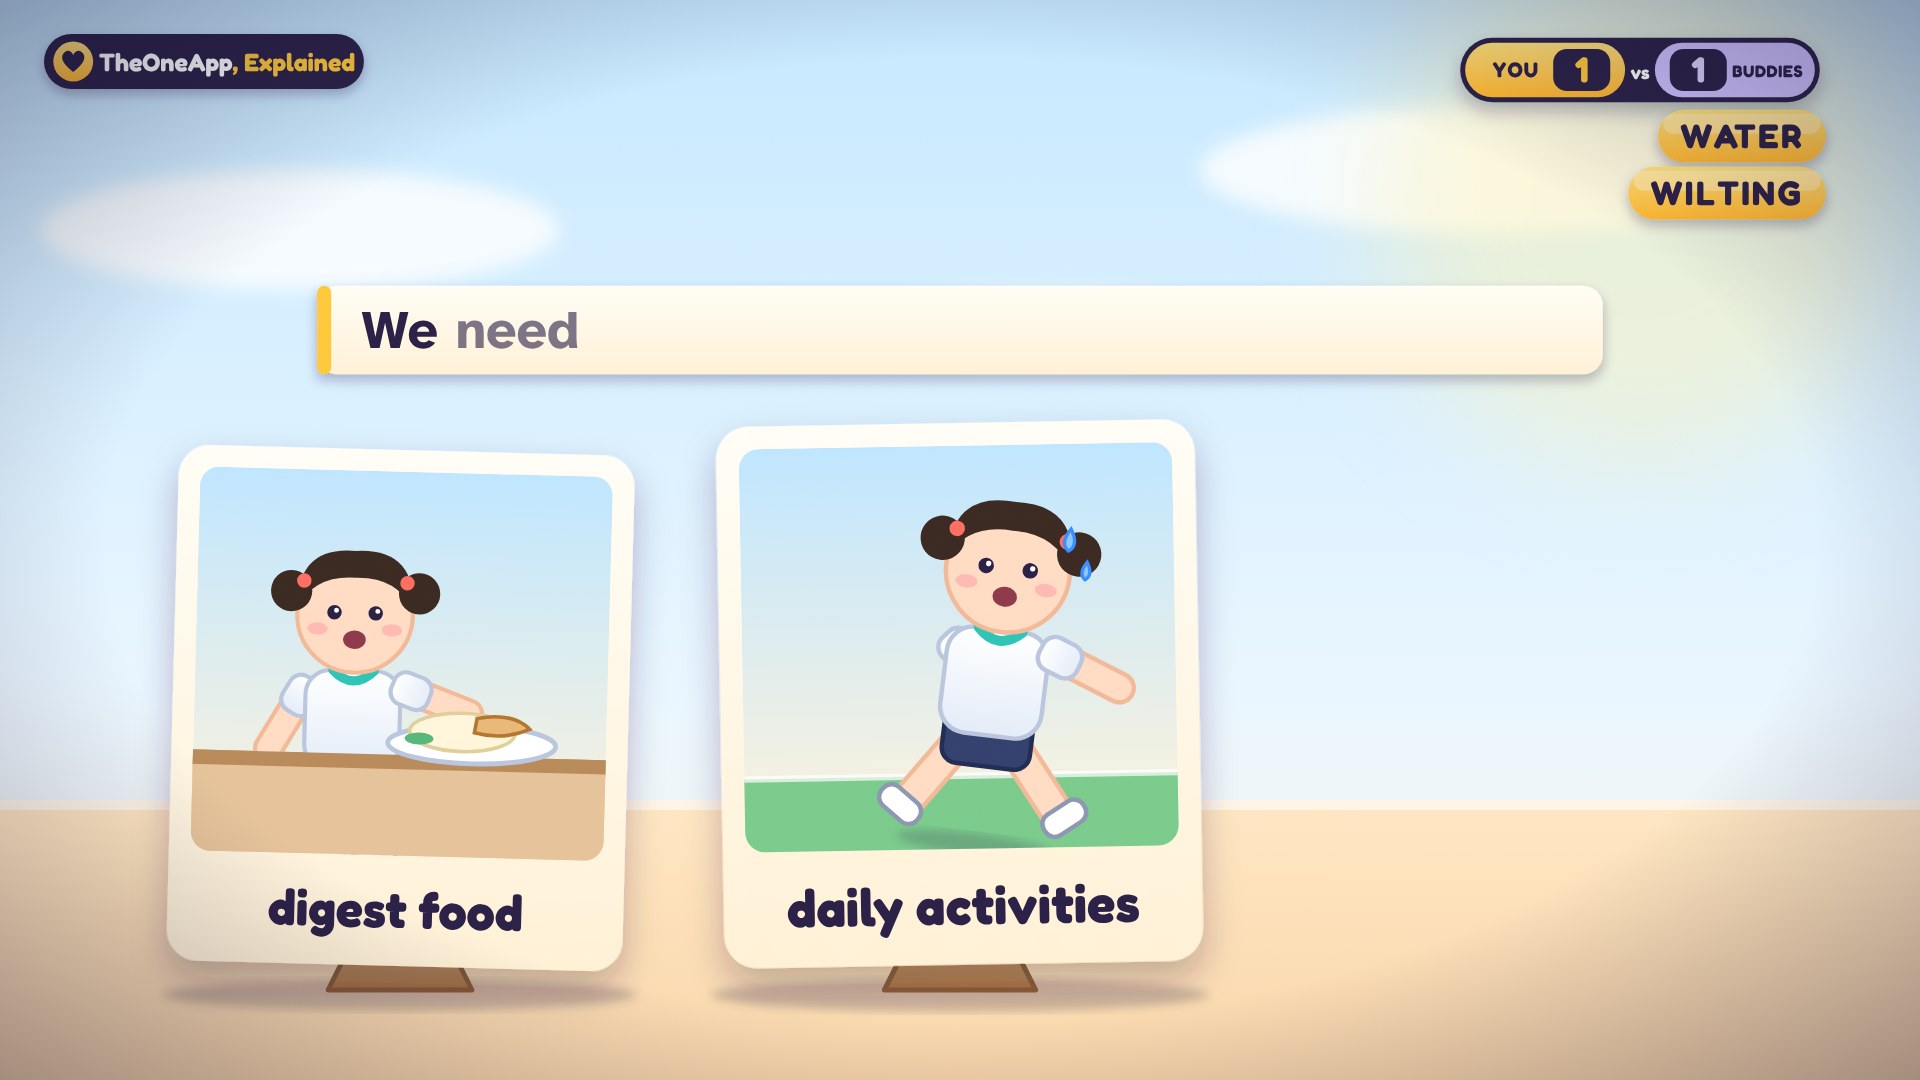 TheOneApp, Explained
YOU 1 vs 1 BUDDIES
WATER
WILTING
We need
digest food
daily activities